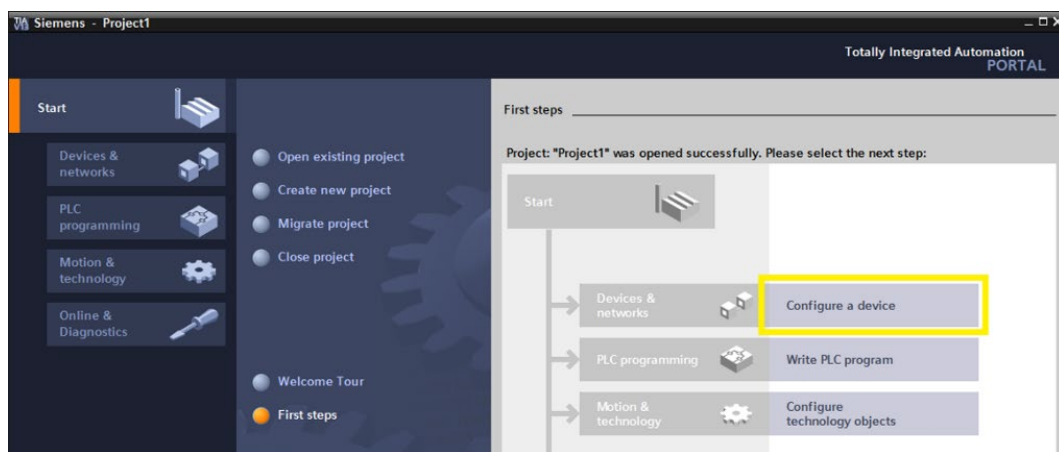 Siemens - Project1
Totally Integrated Automation
PORTAL
Start
Devices &
networks
PLC
programming
Motion &
technology
Online &
Diagnostics
Open existing project
Create new project
Migrate project
Close project
Welcome Tour
First steps
First steps
Project: "Project1" was opened successfully. Please select the next step:
Start
Devices &
networks
Configure a device
PLC programming
Write PLC program
Motion &
technology
Configure
technology objects